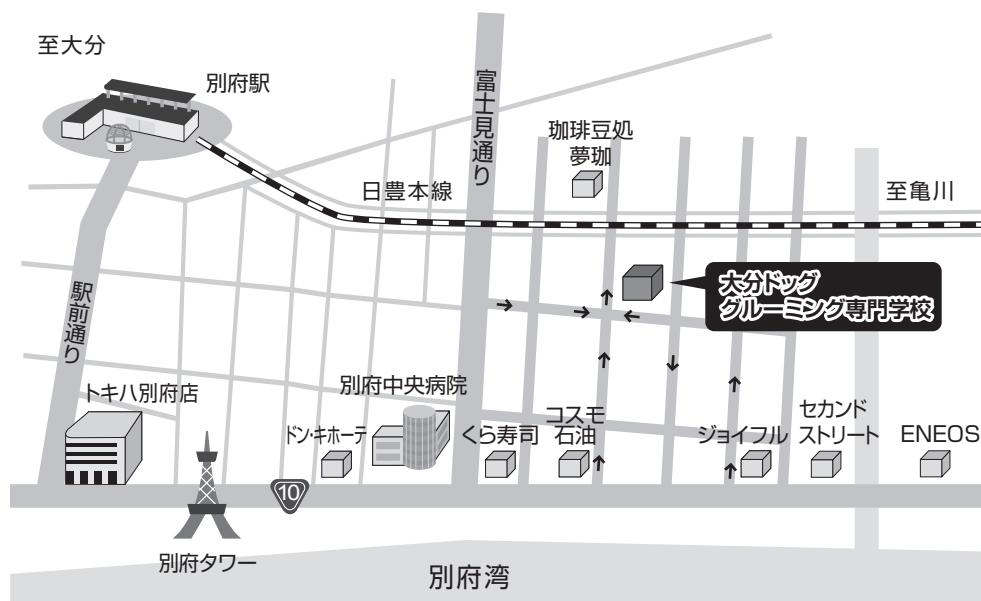 至大分
別府駅
富士見通り
珈琲豆処
夢珈
日豊本線
至亀川
大分ドッグ
グルーミング専門学校
駅前通り
トキハ別府店
別府中央病院
ドン・キホーテ
くら寿司
コスモ
石油
ジョイフル
セカンド
ストリート
ENEOS
10
別府タワー
別府湾